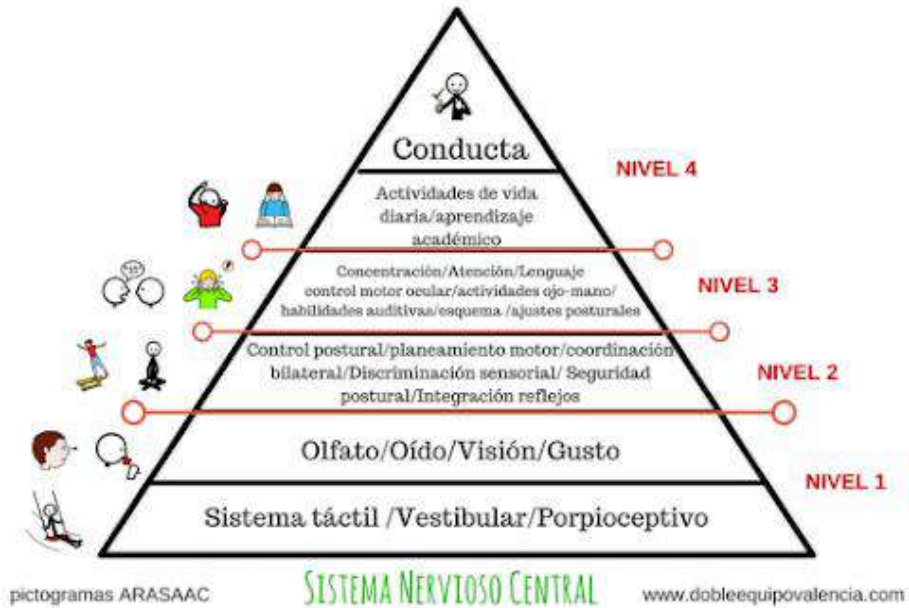 Conducta
NIVEL 4
Actividades de vida
diaria/aprendizaje
académico
Concentración/Atención/Lenguaje
control motor ocular/actividades ojo-mano/
habilidades auditivas/esquema /ajustes posturales
NIVEL 3
Control postural/planeamiento motor/coordinación
bilateral/Discriminación sensorial/ Seguridad
postural/Integración reflejos
NIVEL 2
Olfato/Oído/Visión/Gusto
NIVEL 1
Sistema táctil /Vestibular/Porpioceptivo
pictogramas ARASAAC
SISTEMA NERVIOSO CENTRAL
www.dobleequipovalencia.com